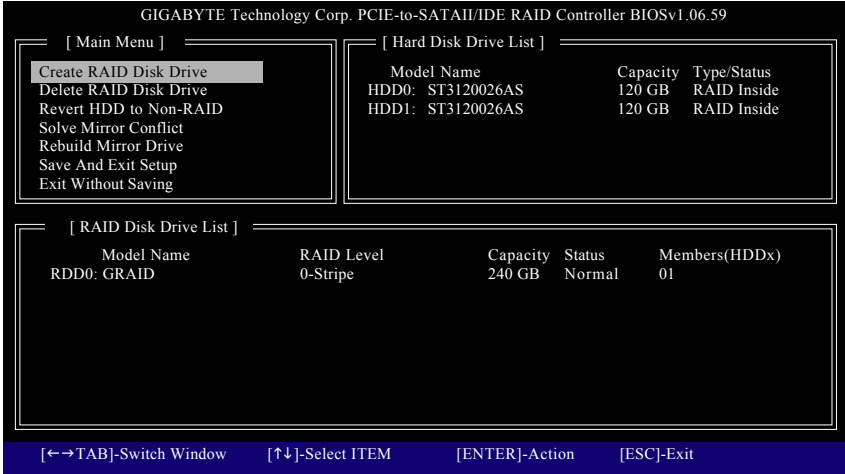 GIGABYTE Technology Corp. PCIE-to-SATAII/IDE RAID Controller BIOSv1.06.59
[ Main Menu ]
Create RAID Disk Drive
Delete RAID Disk Drive
Revert HDD to Non-RAID
Solve Mirror Conflict
Rebuild Mirror Drive
Save And Exit Setup
Exit Without Saving
[ Hard Disk Drive List ]
Model Name Capacity Type/Status
HDD0: ST3120026AS 120 GB RAID Inside
HDD1: ST3120026AS 120 GB RAID Inside
[ RAID Disk Drive List ]
Model Name RAID Level Capacity Status Members(HDDx)
RDD0: GRAID 0-Stripe 240 GB Normal 01
[←→TAB]-Switch Window [↑↓]-Select ITEM [ENTER]-Action [ESC]-Exit